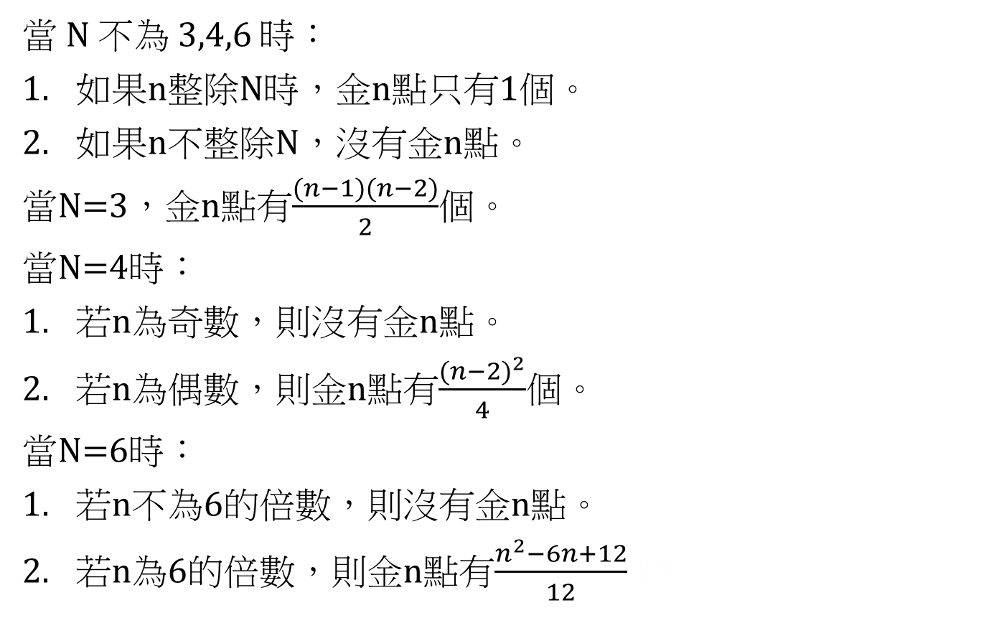 當 N 不為 3,4,6 時：
1. 如果n整除N時，金n點只有1個。
2. 如果n不整除N，沒有金n點。
當N=3，金n點有\frac{(n-1)(n-2)}{2}個。
當N=4時：
1. 若n為奇數，則沒有金n點。
2. 若n為偶數，則金n點有\frac{(n-2)^2}{4}個。
當N=6時：
1. 若n不為6的倍數，則沒有金n點。
2. 若n為6的倍數，則金n點有\frac{n^2-6n+12}{12}